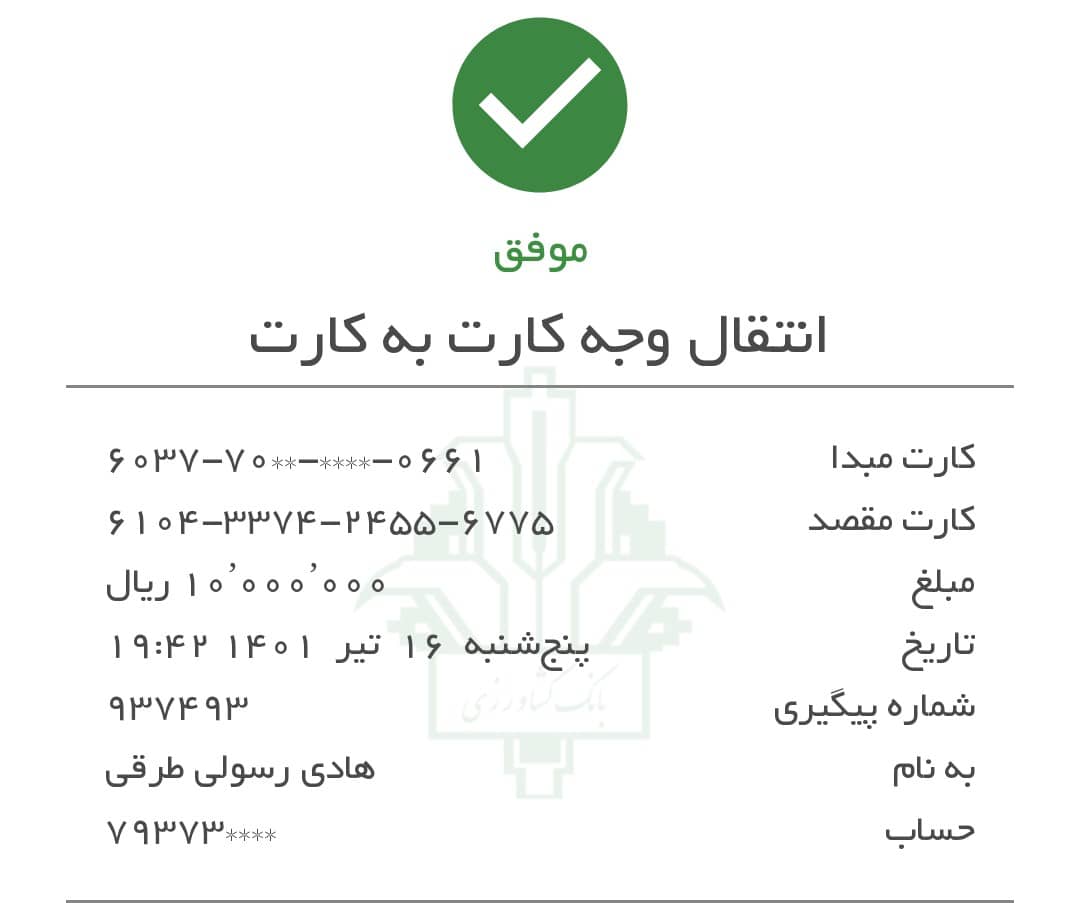 موفق
انتقال وجه کارت به کارت
کارت مبدا ۶۰۳۷-۷۰**-****-۰۶۶۱
کارت مقصد ۶۱۰۴-۳۳۷۴-۲۴۵۵-۶۷۷۵
مبلغ ۱۰٬۰۰۰٬۰۰۰ ریال
تاریخ پنج‌شنبه ۱۶ تیر ۱۴۰۱ ۱۹:۴۲
شماره پیگیری ۹۳۷۴۹۳
به نام هادی رسولی طرقی
حساب ۷۹۳۷۳****
بانک کشاورزی